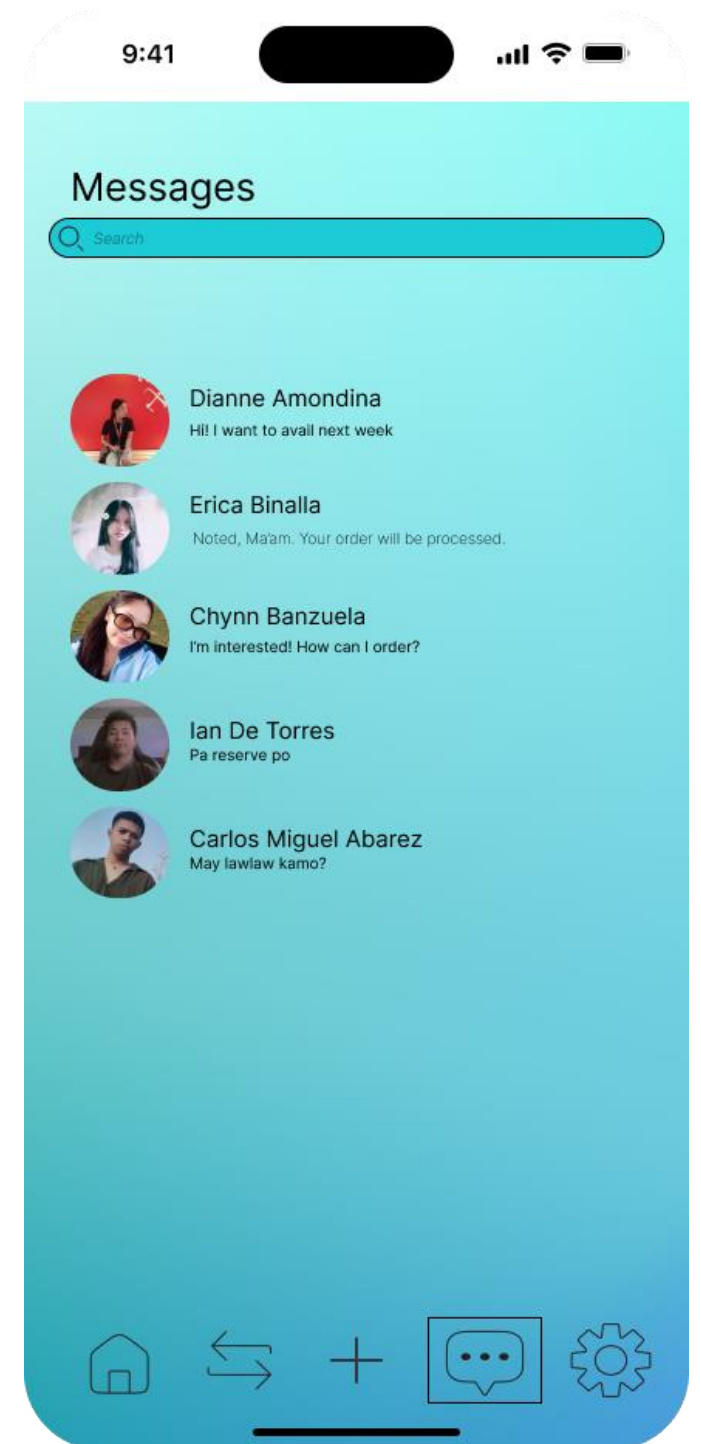 9:41
Messages
Search
Dianne Amondina
Hi! I want to avail next week
Erica Binalla
Noted, Ma'am. Your order will be processed.
Chynn Banzuela
I'm interested! How can I order?
Ian De Torres
Pa reserve po
Carlos Miguel Abarez
May lawlaw kamo?